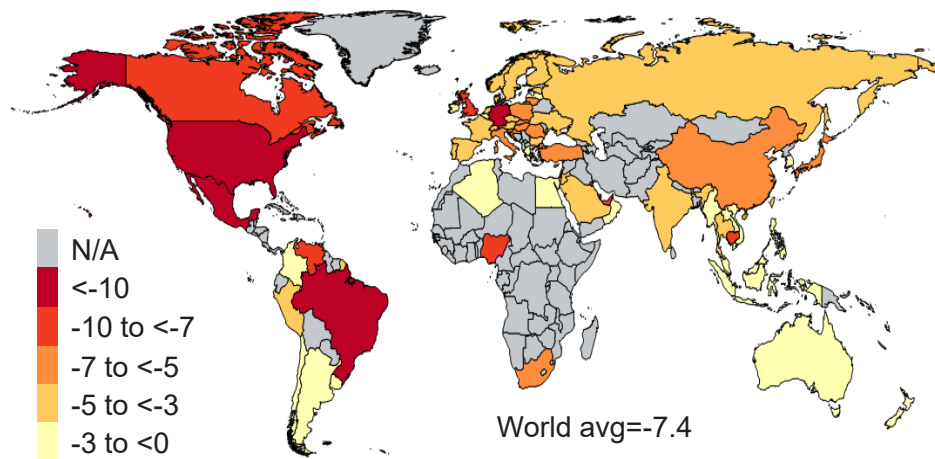 N/A
<-10
-10 to <-7
-7 to <-5
-5 to <-3
-3 to <0
World avg=-7.4